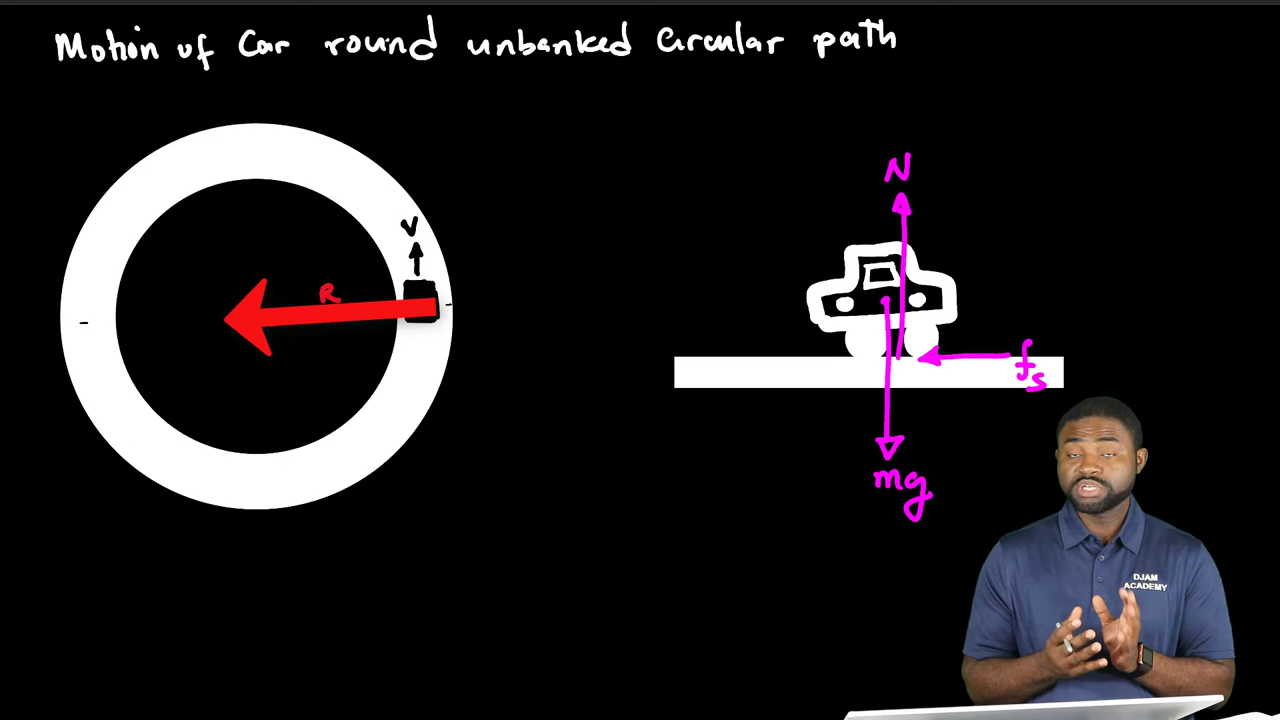 Motion of Car round unbanked Circular path
V
R
N
fs
mg
DJAM
ACADEMY